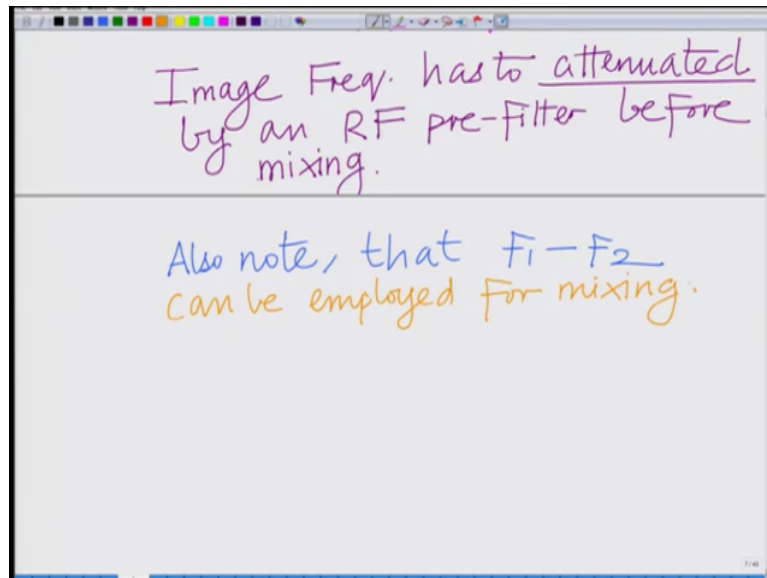 Image Freq. has to attenuated
by an RF pre-filter before
mixing.
Also note, that F1-F2
can be employed for mixing.